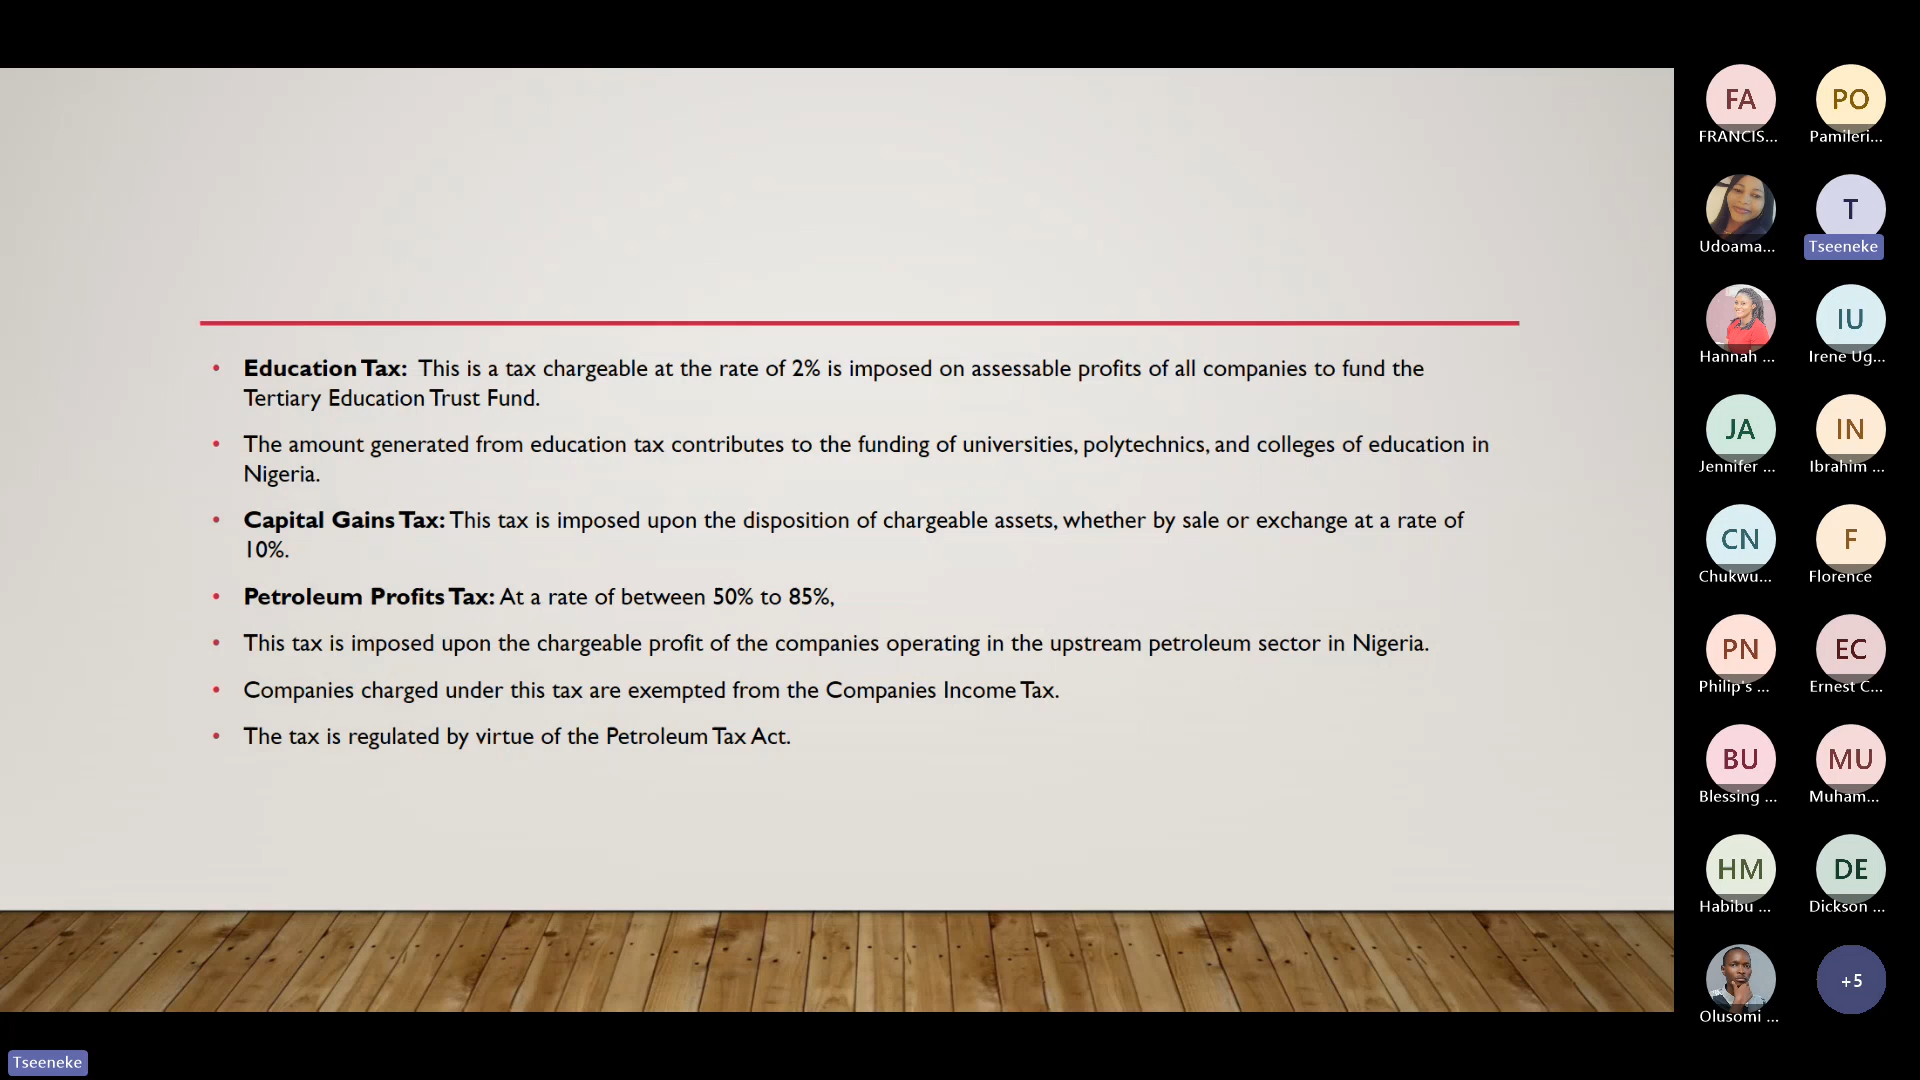 • Education Tax: This is a tax chargeable at the rate of 2% is imposed on assessable profits of all companies to fund the
Tertiary Education Trust Fund.
• The amount generated from education tax contributes to the funding of universities, polytechnics, and colleges of education in
Nigeria.
• Capital Gains Tax: This tax is imposed upon the disposition of chargeable assets, whether by sale or exchange at a rate of
10%.
• Petroleum Profits Tax: At a rate of between 50% to 85%,
• This tax is imposed upon the chargeable profit of the companies operating in the upstream petroleum sector in Nigeria.
• Companies charged under this tax are exempted from the Companies Income Tax.
• The tax is regulated by virtue of the Petroleum Tax Act.
FA PO
FRANCIS... Pamileri...
T
Udoama... Tseeneke
IU
Hannah ... Irene Ug...
JA IN
Jennifer ... Ibrahim ...
CN F
Chukwu... Florence
PN EC
Philip's ... Ernest C...
BU MU
Blessing ... Muham...
HM DE
Habibu ... Dickson ...
+5
Olusomi ...
Tseeneke